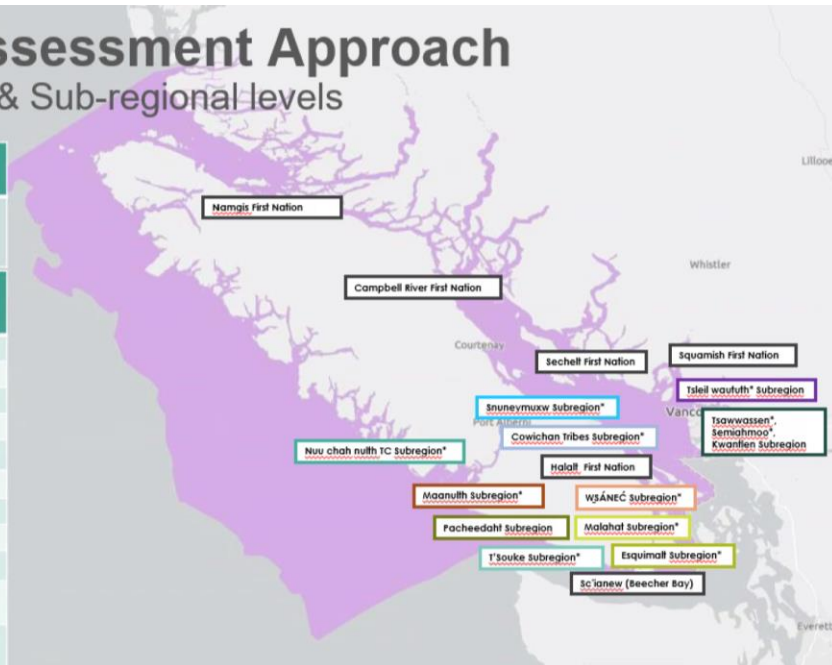 ssessment Approach
& Sub-regional levels
Namgis First Nation
Campbell River First Nation
Whistler
Courtenay
Sechelt First Nation
Squamish First Nation
Tsleil waututh* Subregion
Snuneymuxw Subregion*
Port Alberni
Vanco
Tsawwassen*,
Semiahmoo*,
Kwantlen Subregion
Cowichan Tribes Subregion*
Nuu chah nulth TC Subregion*
Halalt First Nation
Maanulth Subregion*
W̱SÁNEĆ Subregion*
Pacheedaht Subregion
Malahat Subregion*
T'Souke Subregion*
Esquimalt Subregion*
Sc'ianew (Beecher Bay)
Lillooe
Everett